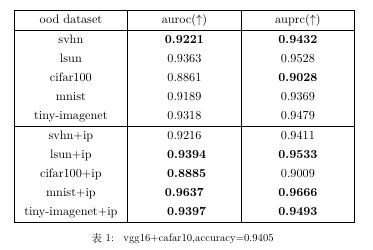 ood dataset auroc(↑) auprc(↑)
svhn 0.9221 0.9432
lsun 0.9363 0.9528
cifar100 0.8861 0.9028
mnist 0.9189 0.9369
tiny-imagenet 0.9318 0.9479
svhn+ip 0.9216 0.9411
lsun+ip 0.9394 0.9533
cifar100+ip 0.8885 0.9009
mnist+ip 0.9637 0.9666
tiny-imagenet+ip 0.9397 0.9493
表 1: vgg16+cafar10,accuracy=0.9405